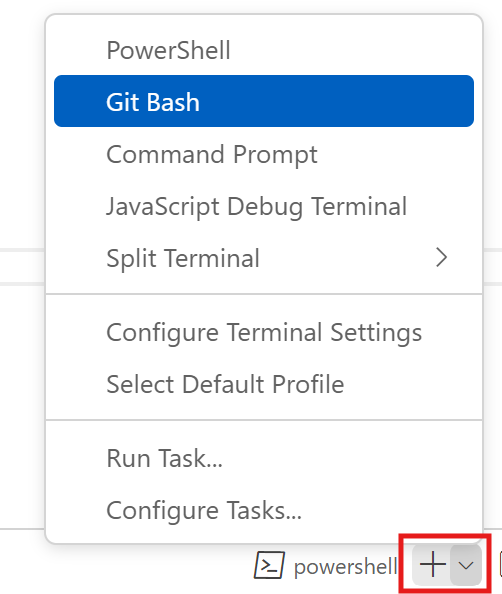 PowerShell
Git Bash
Command Prompt
JavaScript Debug Terminal
Split Terminal
Configure Terminal Settings
Select Default Profile
Run Task...
Configure Tasks...
powershell